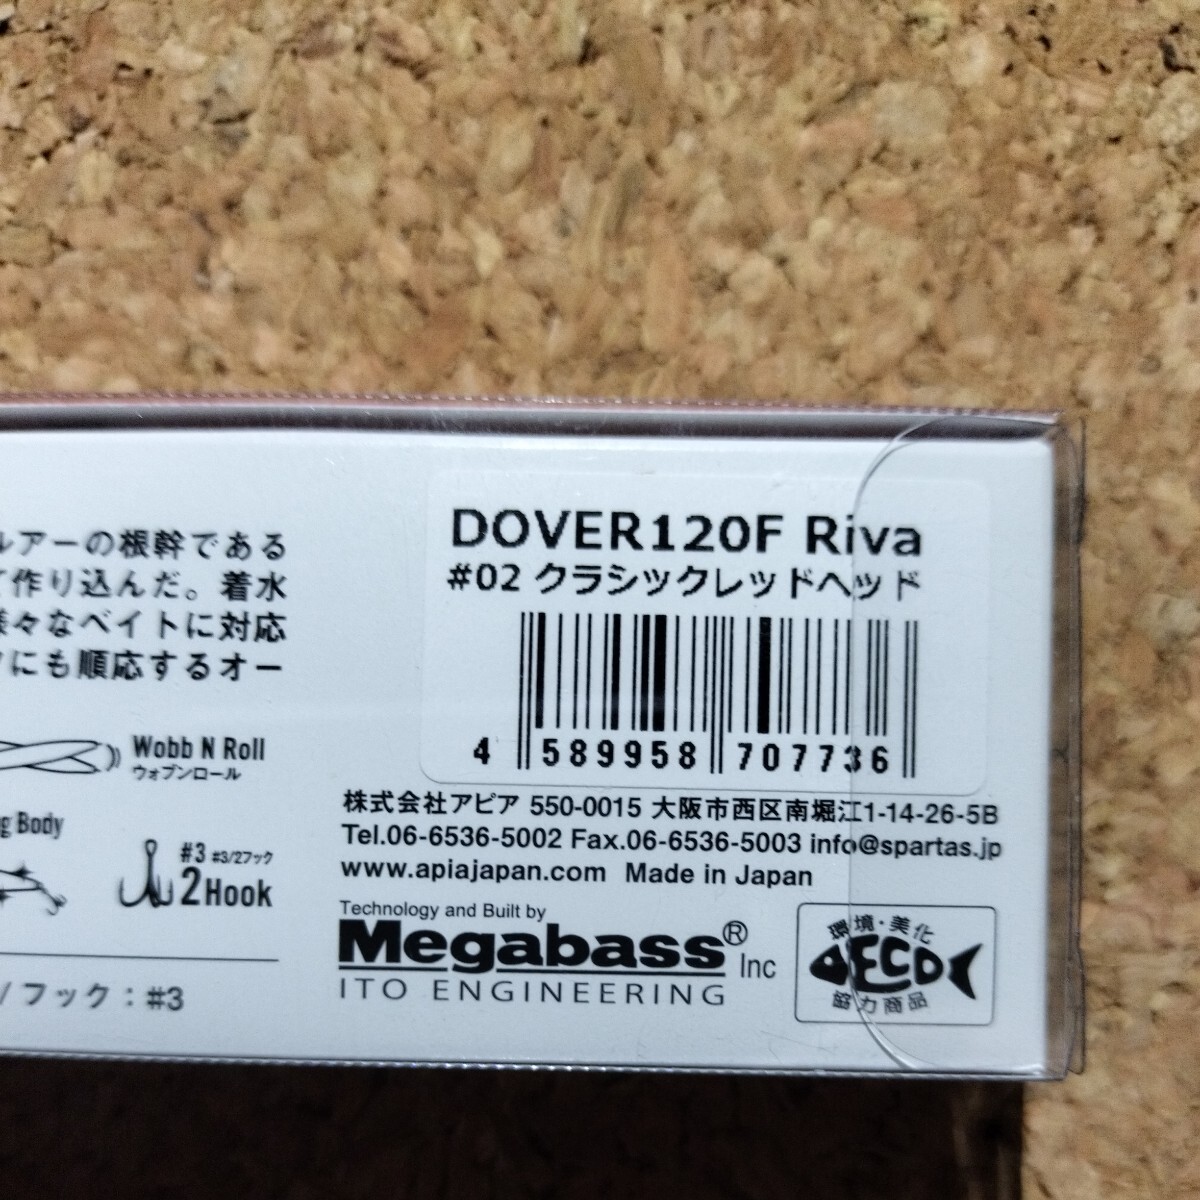 ルアーの根幹である
て作り込んだ。着水
様々なベイトに対応
にも順応するオー
Wobb N Roll
ウォブンロール
g Body
#3 #3/2フック
2Hook
/フック：#3
DOVER120F Riva
#02 クラシックレッドヘッド
4 589958 707736
株式会社アピア 550-0015 大阪市西区南堀江1-14-26-5B
Tel.06-6536-5002 Fax.06-6536-5003 info@spartas.jp
www.apiajapan.com Made in Japan
Technology and Built by
Megabass® Inc
ITO ENGINEERING
環境・美化
ECO
協力商品